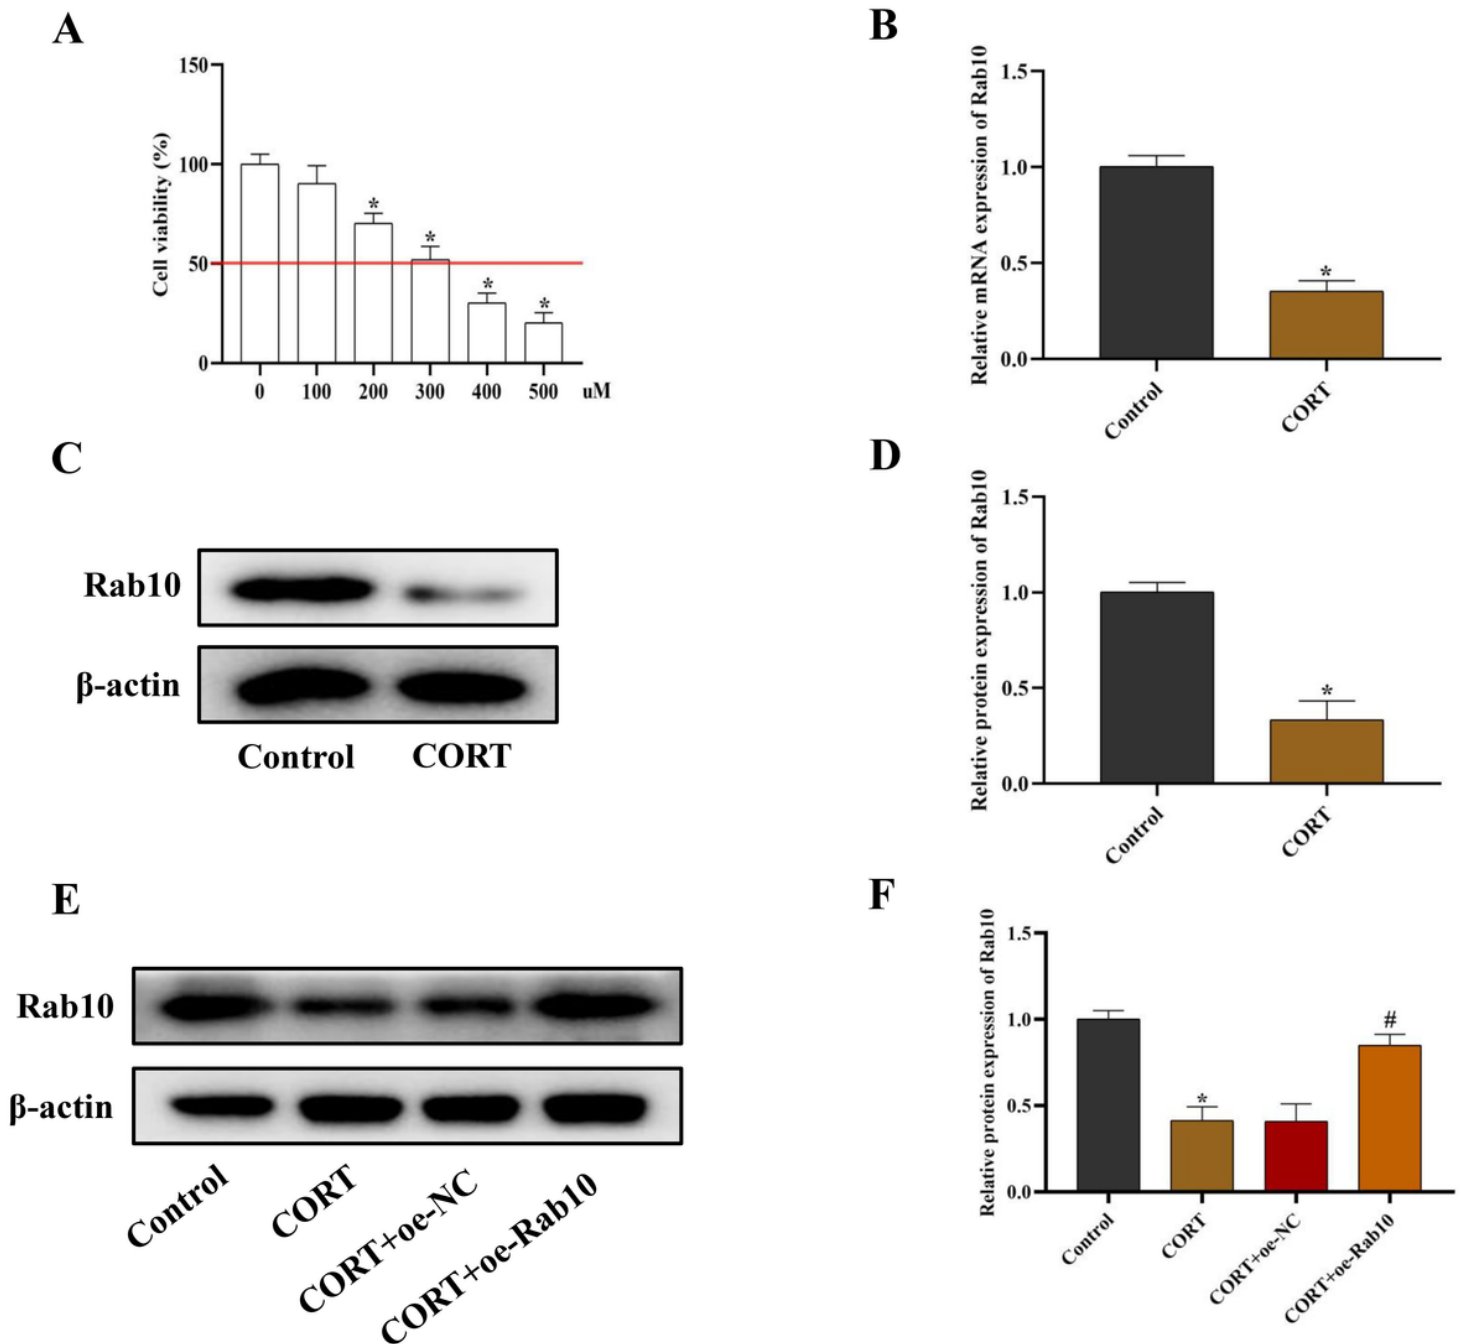 A
Cell viability (%)
150
100
50
0
*
*
*
*
0 100 200 300 400 500 uM
B
Relative mRNA expression of Rab10
1.5
1.0
0.5
0.0
*
Control CORT
C
Rab10
β-actin
Control CORT
D
Relative protein expression of Rab10
1.5
1.0
0.5
0.0
*
Control CORT
E
Rab10
β-actin
Control CORT CORT+oe-NC CORT+oe-Rab10
F
Relative protein expression of Rab10
1.5
1.0
0.5
0.0
*
#
Control CORT CORT+oe-NC CORT+oe-Rab10